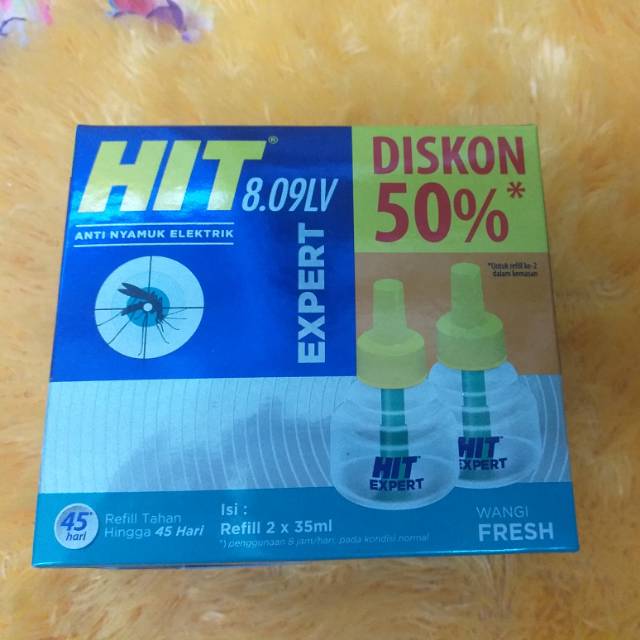 HIT®
8.09LV
ANTI NYAMUK ELEKTRIK
EXPERT
DISKON
50%*
*Untuk refill ke-2
dalam kemasan
HIT
EXPERT
HIT
EXPERT
45*
hari
Refill Tahan
Hingga 45 Hari
Isi :
Refill 2 x 35ml
*) penggunaan 8 jam/hari pada kondisi normal
WANGI
FRESH